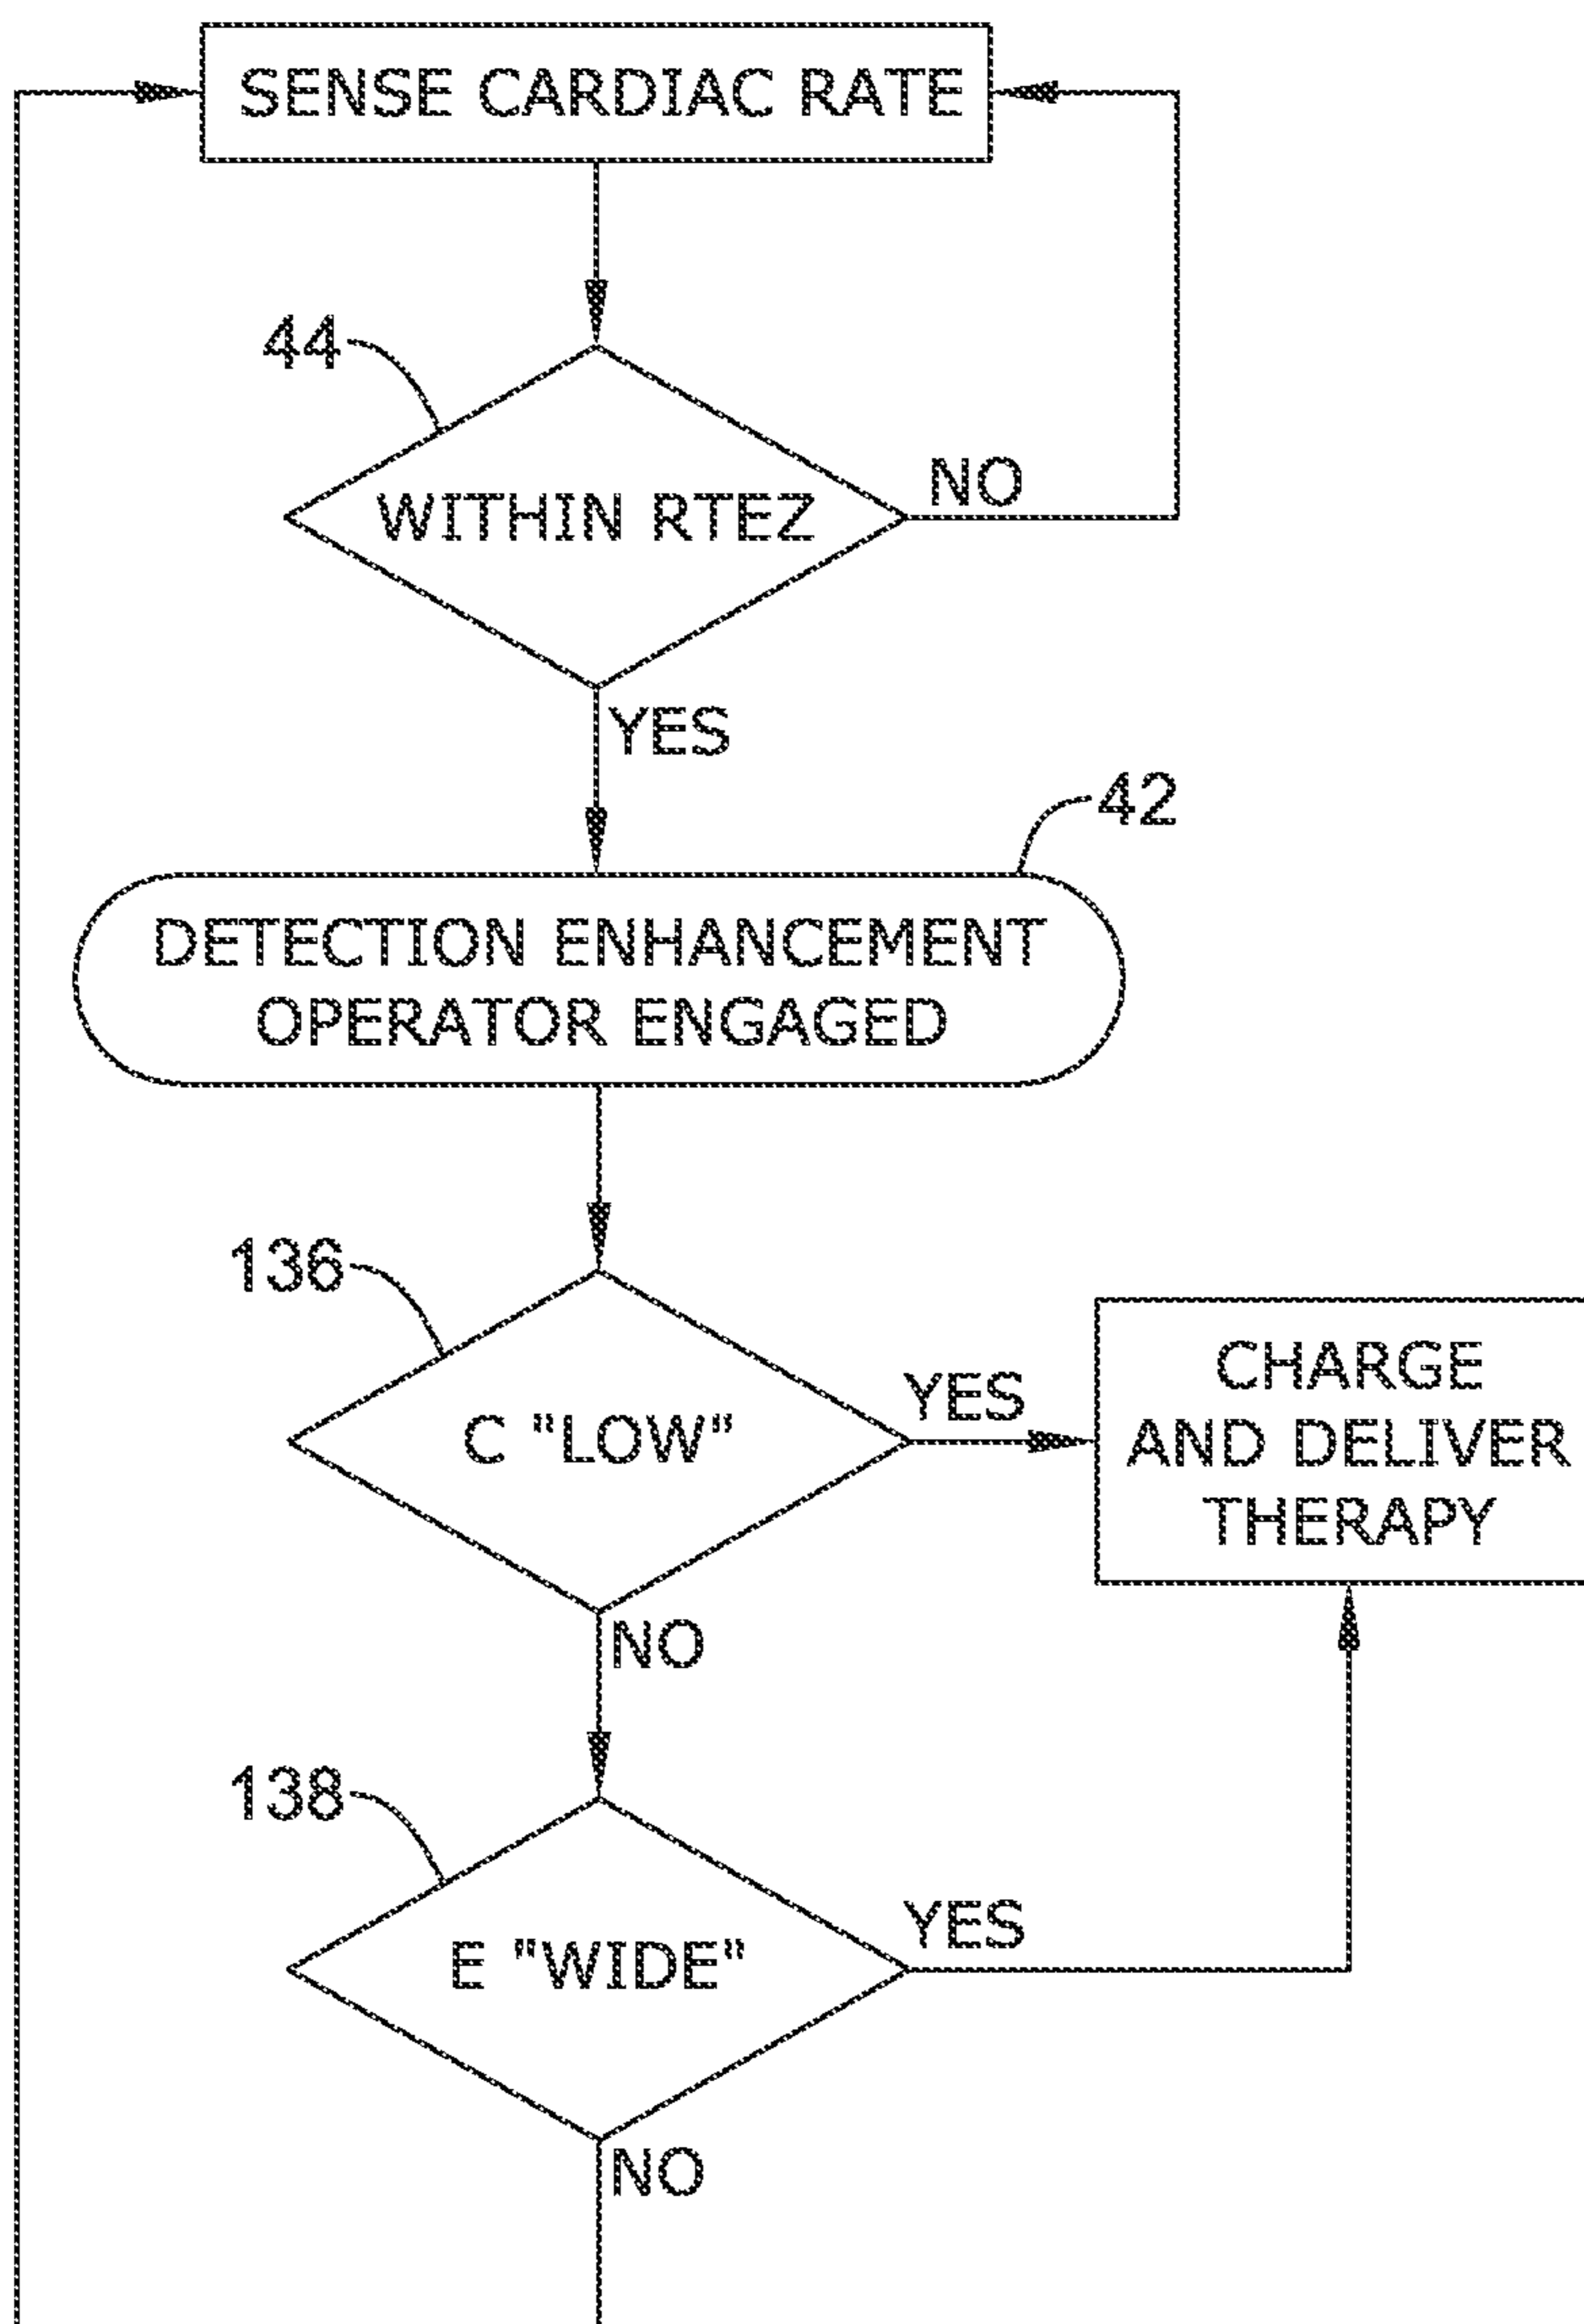 SENSE CARDIAC RATE
44
WITHIN RTEZ
NO
YES
42
DETECTION ENHANCEMENT
OPERATOR ENGAGED
136
C "LOW"
YES
CHARGE
AND DELIVER
THERAPY
NO
138
E "WIDE"
YES
NO